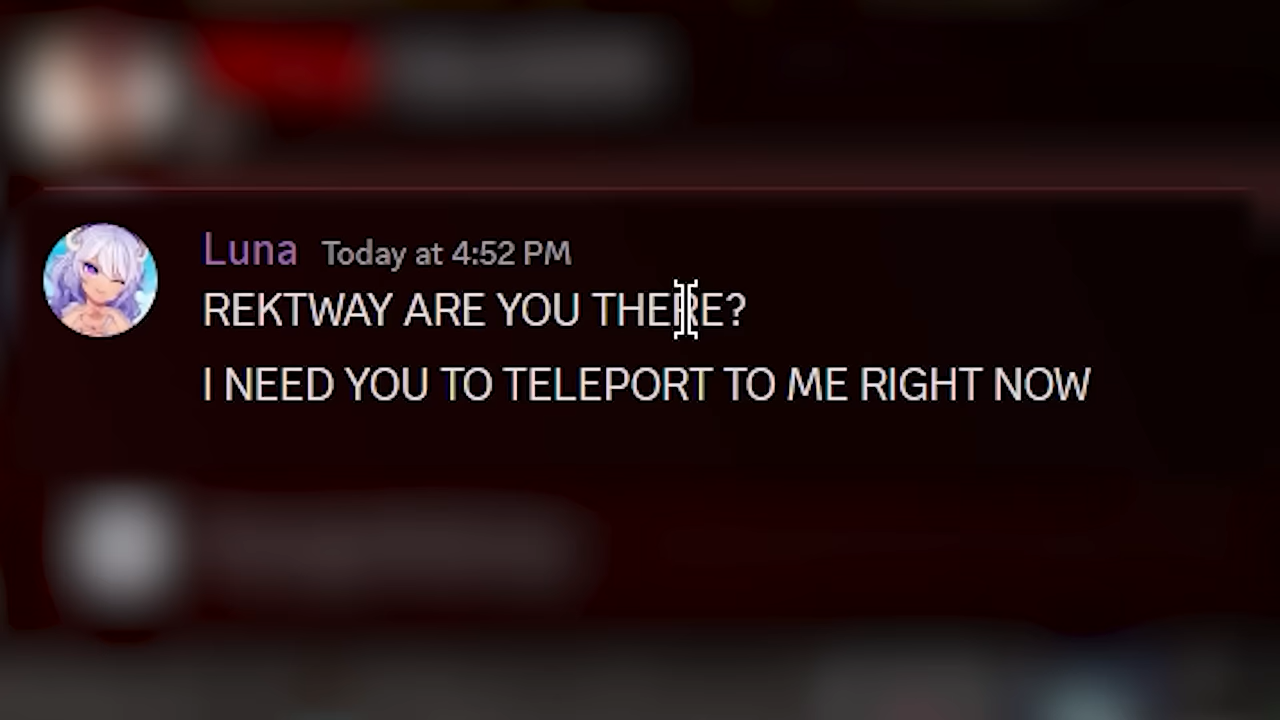 Luna Today at 4:52 PM
REKTWAY ARE YOU THERE?
I NEED YOU TO TELEPORT TO ME RIGHT NOW